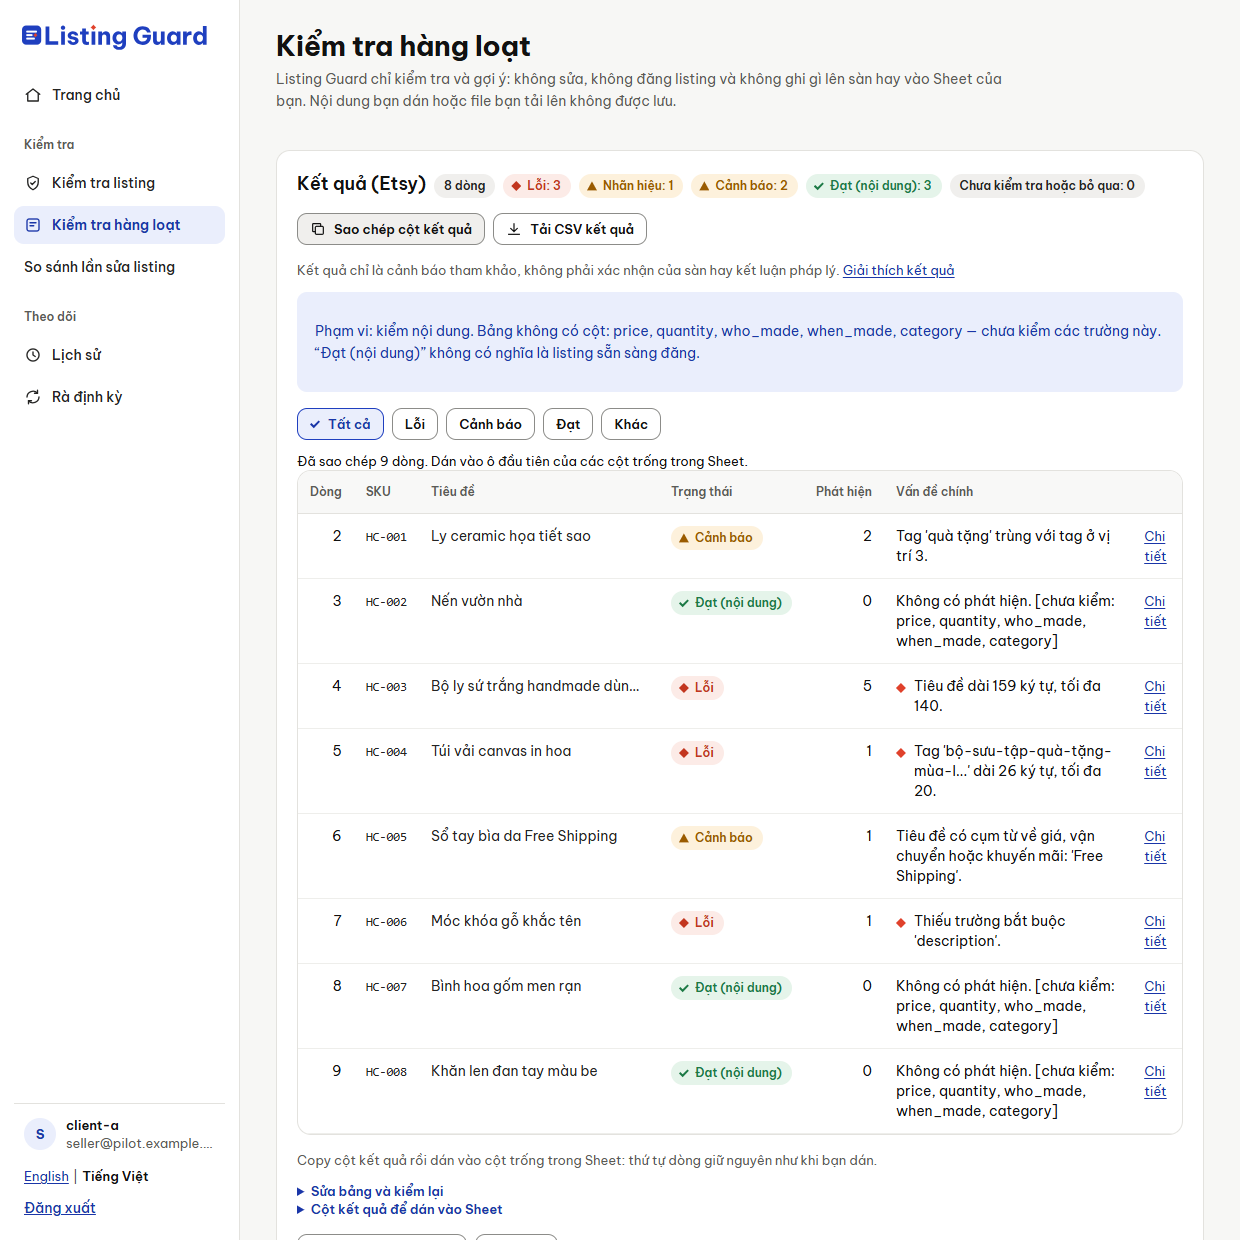 Listing Guard
Trang chủ
Kiểm tra
Kiểm tra listing
Kiểm tra hàng loạt
So sánh lần sửa listing
Theo dõi
Lịch sử
Rà định kỳ
S
client-a
seller@pilot.example....
English | Tiếng Việt
Đăng xuất
Kiểm tra hàng loạt
Listing Guard chỉ kiểm tra và gợi ý: không sửa, không đăng listing và không ghi gì lên sàn hay vào Sheet của
bạn. Nội dung bạn dán hoặc file bạn tải lên không được lưu.
Kết quả (Etsy) 8 dòng Lỗi: 3 Nhãn hiệu: 1 Cảnh báo: 2 Đạt (nội dung): 3 Chưa kiểm tra hoặc bỏ qua: 0
Sao chép cột kết quả Tải CSV kết quả
Kết quả chỉ là cảnh báo tham khảo, không phải xác nhận của sàn hay kết luận pháp lý. Giải thích kết quả
Phạm vi: kiểm nội dung. Bảng không có cột: price, quantity, who_made, when_made, category — chưa kiểm các trường này.
“Đạt (nội dung)” không có nghĩa là listing sẵn sàng đăng.
Tất cả Lỗi Cảnh báo Đạt Khác
Đã sao chép 9 dòng. Dán vào ô đầu tiên của các cột trống trong Sheet.
Dòng SKU Tiêu đề Trạng thái Phát hiện Vấn đề chính
2 HC-001 Ly ceramic họa tiết sao Cảnh báo 2 Tag 'quà tặng' trùng với tag ở vị Chi
trí 3. tiết
3 HC-002 Nến vườn nhà Đạt (nội dung) 0 Không có phát hiện. [chưa kiểm: Chi
price, quantity, who_made, tiết
when_made, category]
4 HC-003 Bộ ly sứ trắng handmade dùn... Lỗi 5 Tiêu đề dài 159 ký tự, tối đa Chi
140. tiết
5 HC-004 Túi vải canvas in hoa Lỗi 1 Tag 'bộ-sưu-tập-quà-tặng- Chi
mùa-l...' dài 26 ký tự, tối đa tiết
20.
6 HC-005 Sổ tay bìa da Free Shipping Cảnh báo 1 Tiêu đề có cụm từ về giá, vận Chi
chuyển hoặc khuyến mãi: 'Free tiết
Shipping'.
7 HC-006 Móc khóa gỗ khắc tên Lỗi 1 Thiếu trường bắt buộc Chi
'description'. tiết
8 HC-007 Bình hoa gốm men rạn Đạt (nội dung) 0 Không có phát hiện. [chưa kiểm: Chi
price, quantity, who_made, tiết
when_made, category]
9 HC-008 Khăn len đan tay màu be Đạt (nội dung) 0 Không có phát hiện. [chưa kiểm: Chi
price, quantity, who_made, tiết
when_made, category]
Copy cột kết quả rồi dán vào cột trống trong Sheet: thứ tự dòng giữ nguyên như khi bạn dán.
Sửa bảng và kiểm lại
Cột kết quả để dán vào Sheet